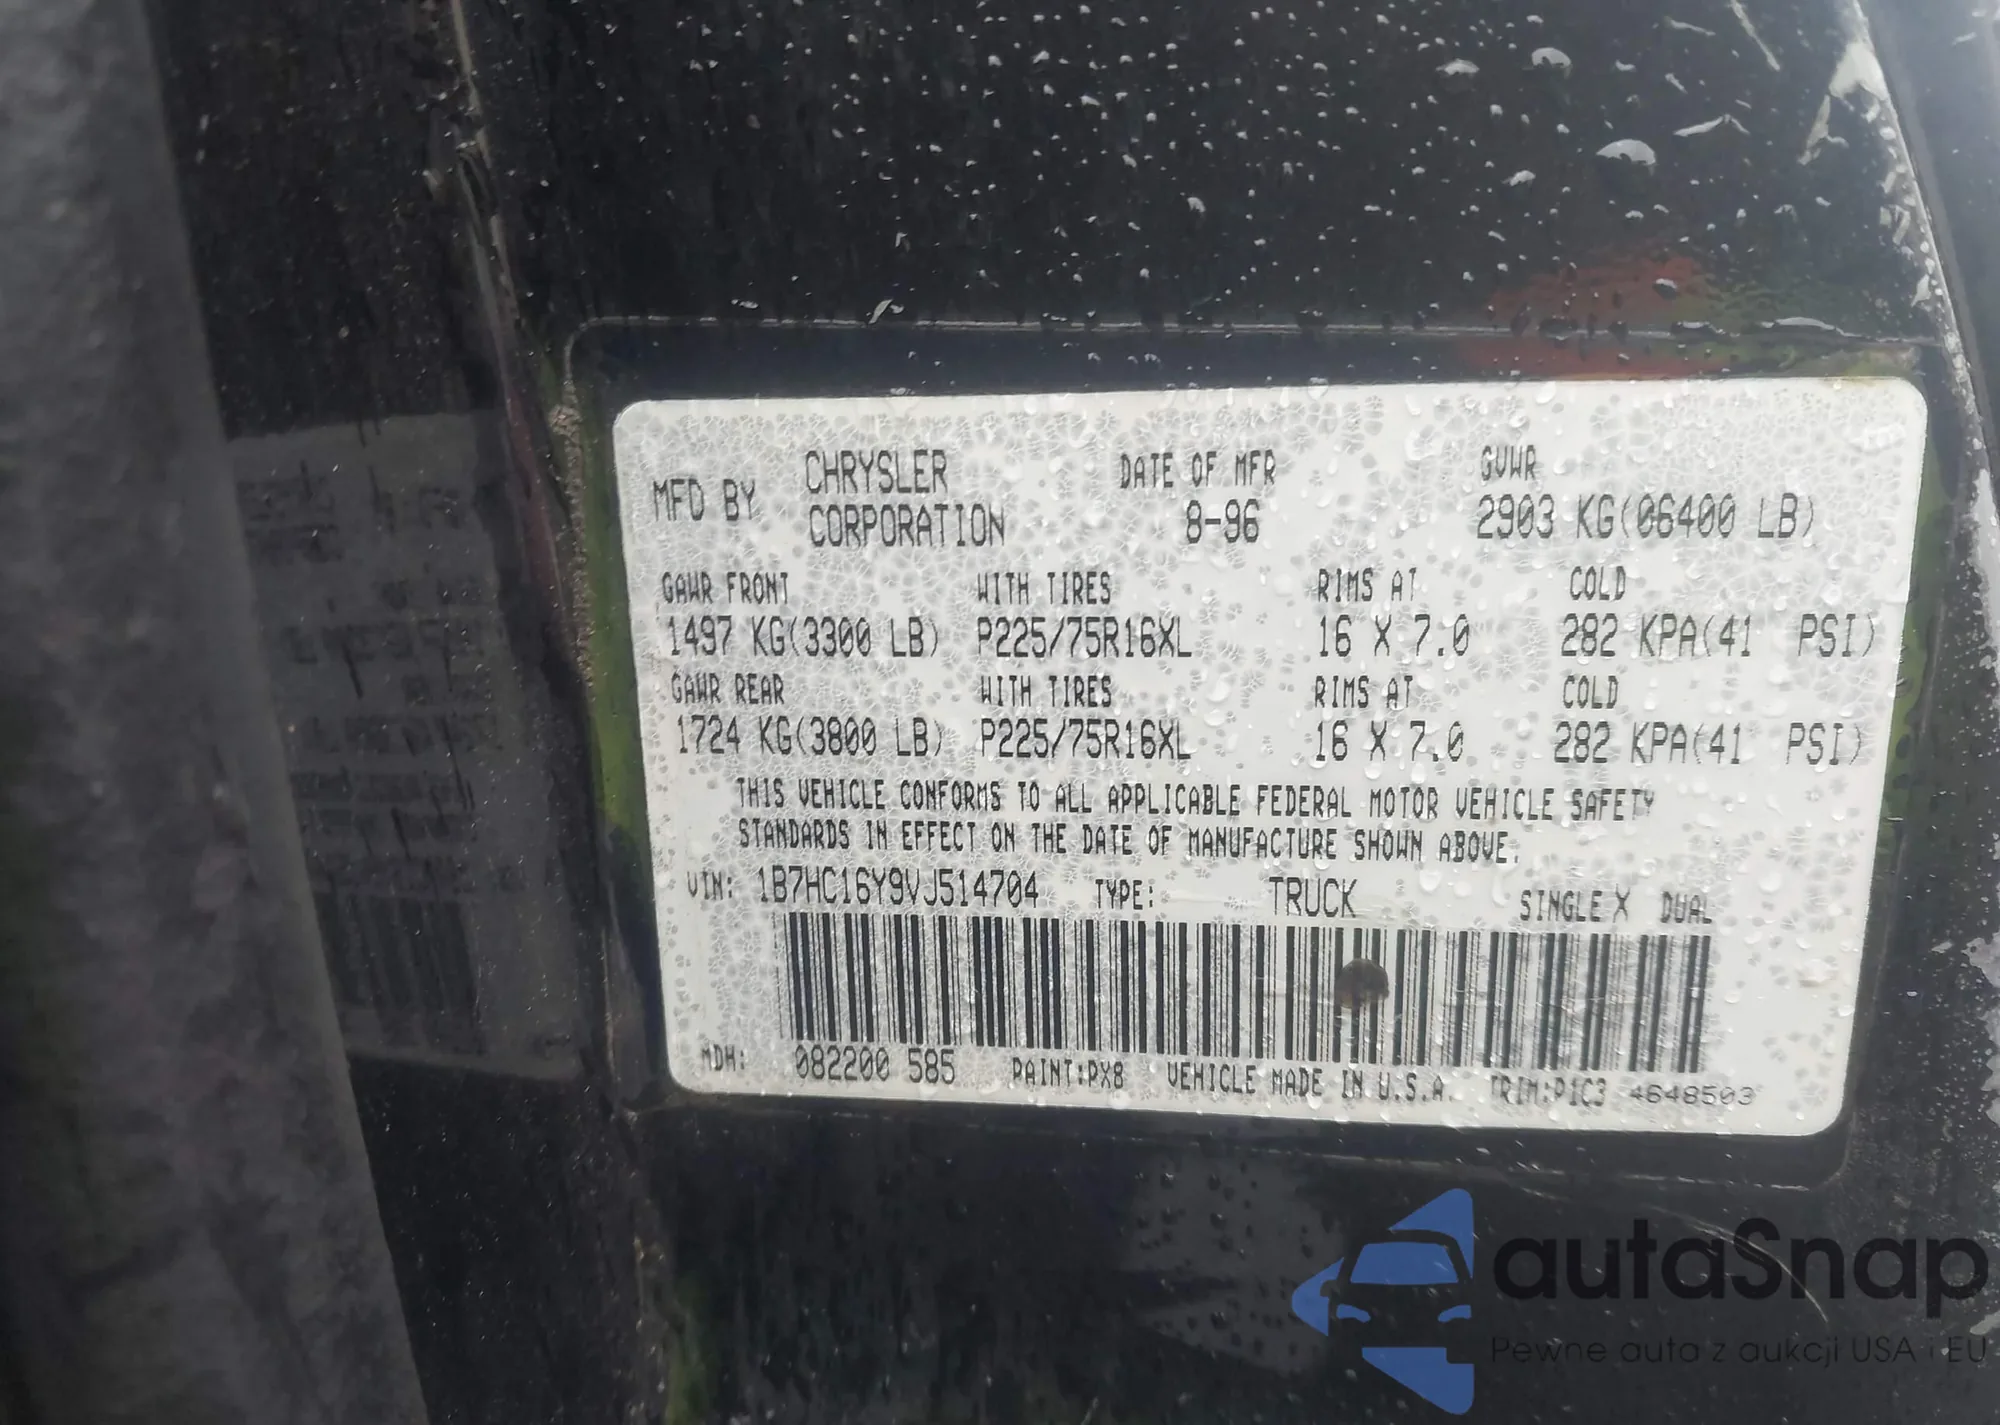 MFD BY CHRYSLER CORPORATION DATE OF MFR 8-96 GVWR 2903 KG(06400 LB)
GAWR FRONT WITH TIRES RIMS AT COLD
1497 KG(3300 LB) P225/75R16XL 16 X 7.0 282 KPA(41 PSI)
GAWR REAR WITH TIRES RIMS AT COLD
1724 KG(3800 LB) P225/75R16XL 16 X 7.0 282 KPA(41 PSI)
THIS VEHICLE CONFORMS TO ALL APPLICABLE FEDERAL MOTOR VEHICLE SAFETY
STANDARDS IN EFFECT ON THE DATE OF MANUFACTURE SHOWN ABOVE.
VIN: 1B7HC16Y9VJ514704 TYPE: TRUCK SINGLE X DUAL
MDH: 082200 585 PAINT:PX8 VEHICLE MADE IN U.S.A. TRIM:P1C3 4648503
autaSnap
Pewne auta z aukcji USA i EU